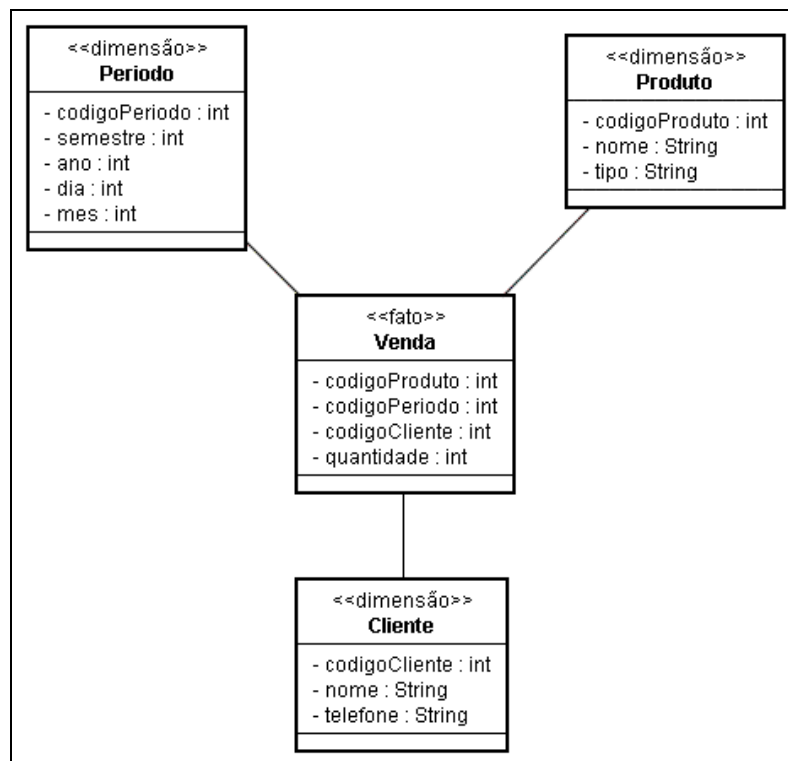 <<dimensão>>
Periodo
- codigoPeriodo : int
- semestre : int
- ano : int
- dia : int
- mes : int
<<dimensão>>
Produto
- codigoProduto : int
- nome : String
- tipo : String
<<fato>>
Venda
- codigoProduto : int
- codigoPeriodo : int
- codigoCliente : int
- quantidade : int
<<dimensão>>
Cliente
- codigoCliente : int
- nome : String
- telefone : String